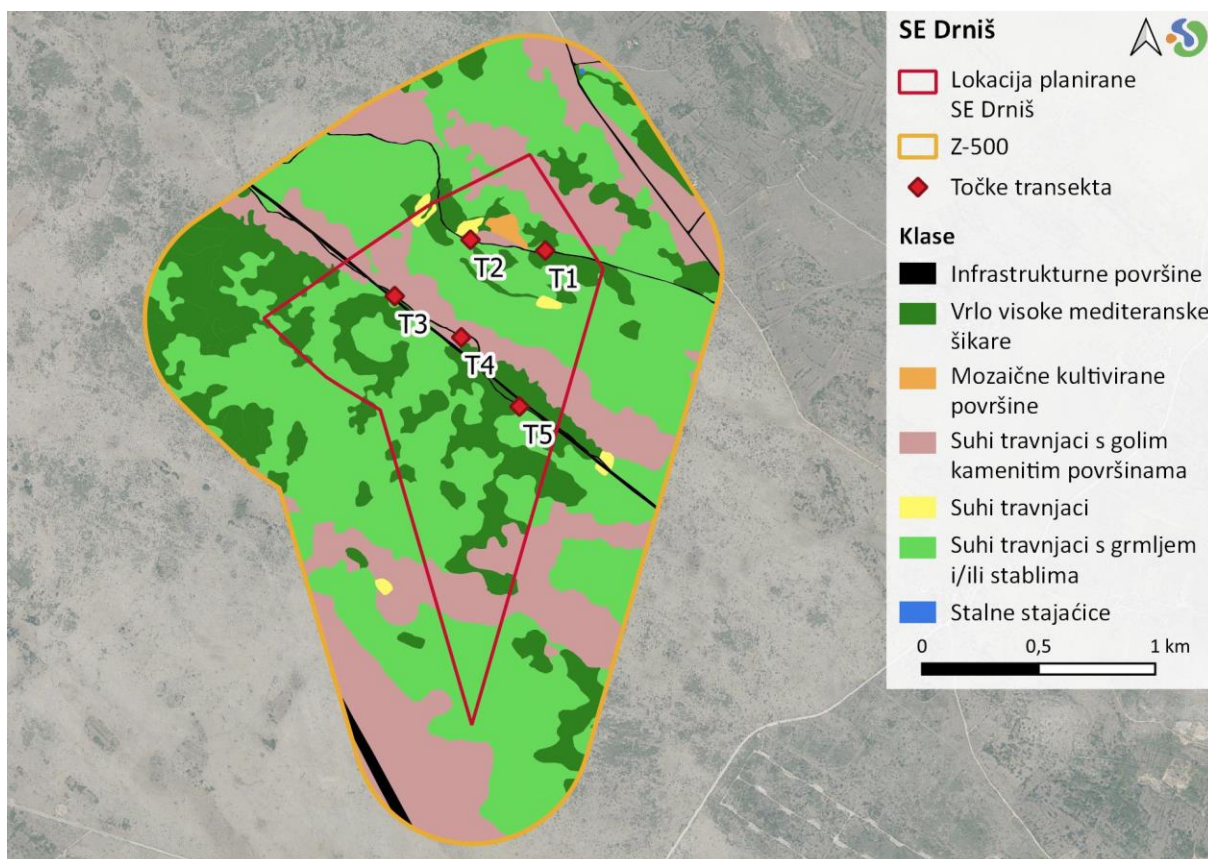 SE Drniš
Lokacija planirane
SE Drniš
Z-500
Točke transekta
Klase
Infrastrukturne površine
Vrlo visoke mediteranske
šikare
Mozaične kultivirane
površine
Suhi travnjaci s golim
kamenitim površinama
Suhi travnjaci
Suhi travnjaci s grmljem
i/ili stablima
Stalne stajaćice
0 0,5 1 km
T1
T2
T3
T4
T5